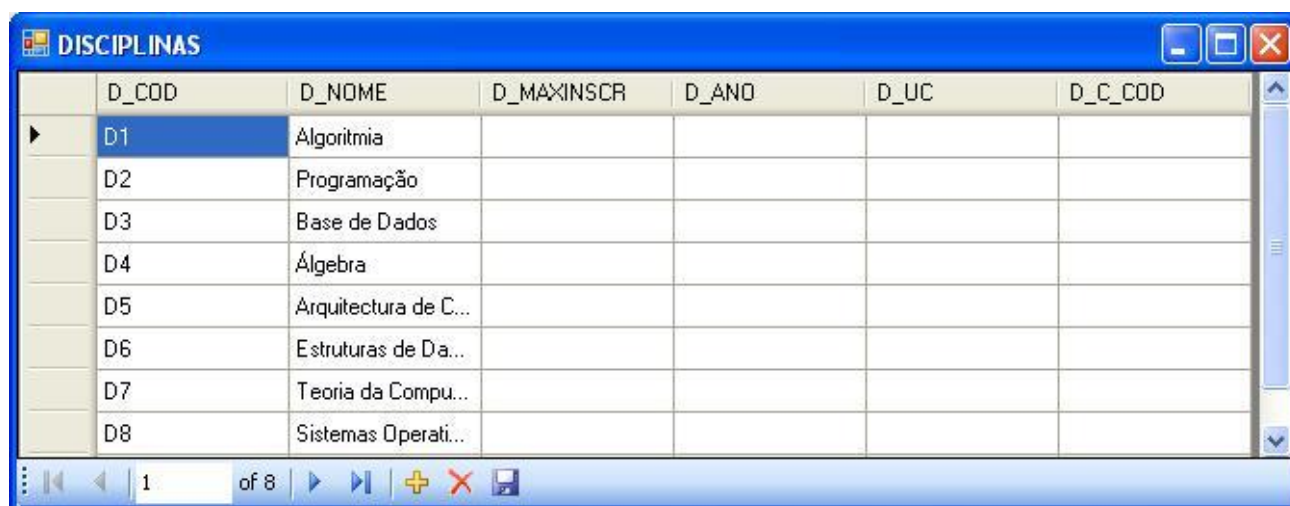 DISCIPLINAS
D_COD D_NOME D_MAXINSCR D_ANO D_UC D_C_COD
D1 Algoritmia
D2 Programação
D3 Base de Dados
D4 Álgebra
D5 Arquitectura de C...
D6 Estruturas de Da...
D7 Teoria da Compu...
D8 Sistemas Operati...
1 of 8